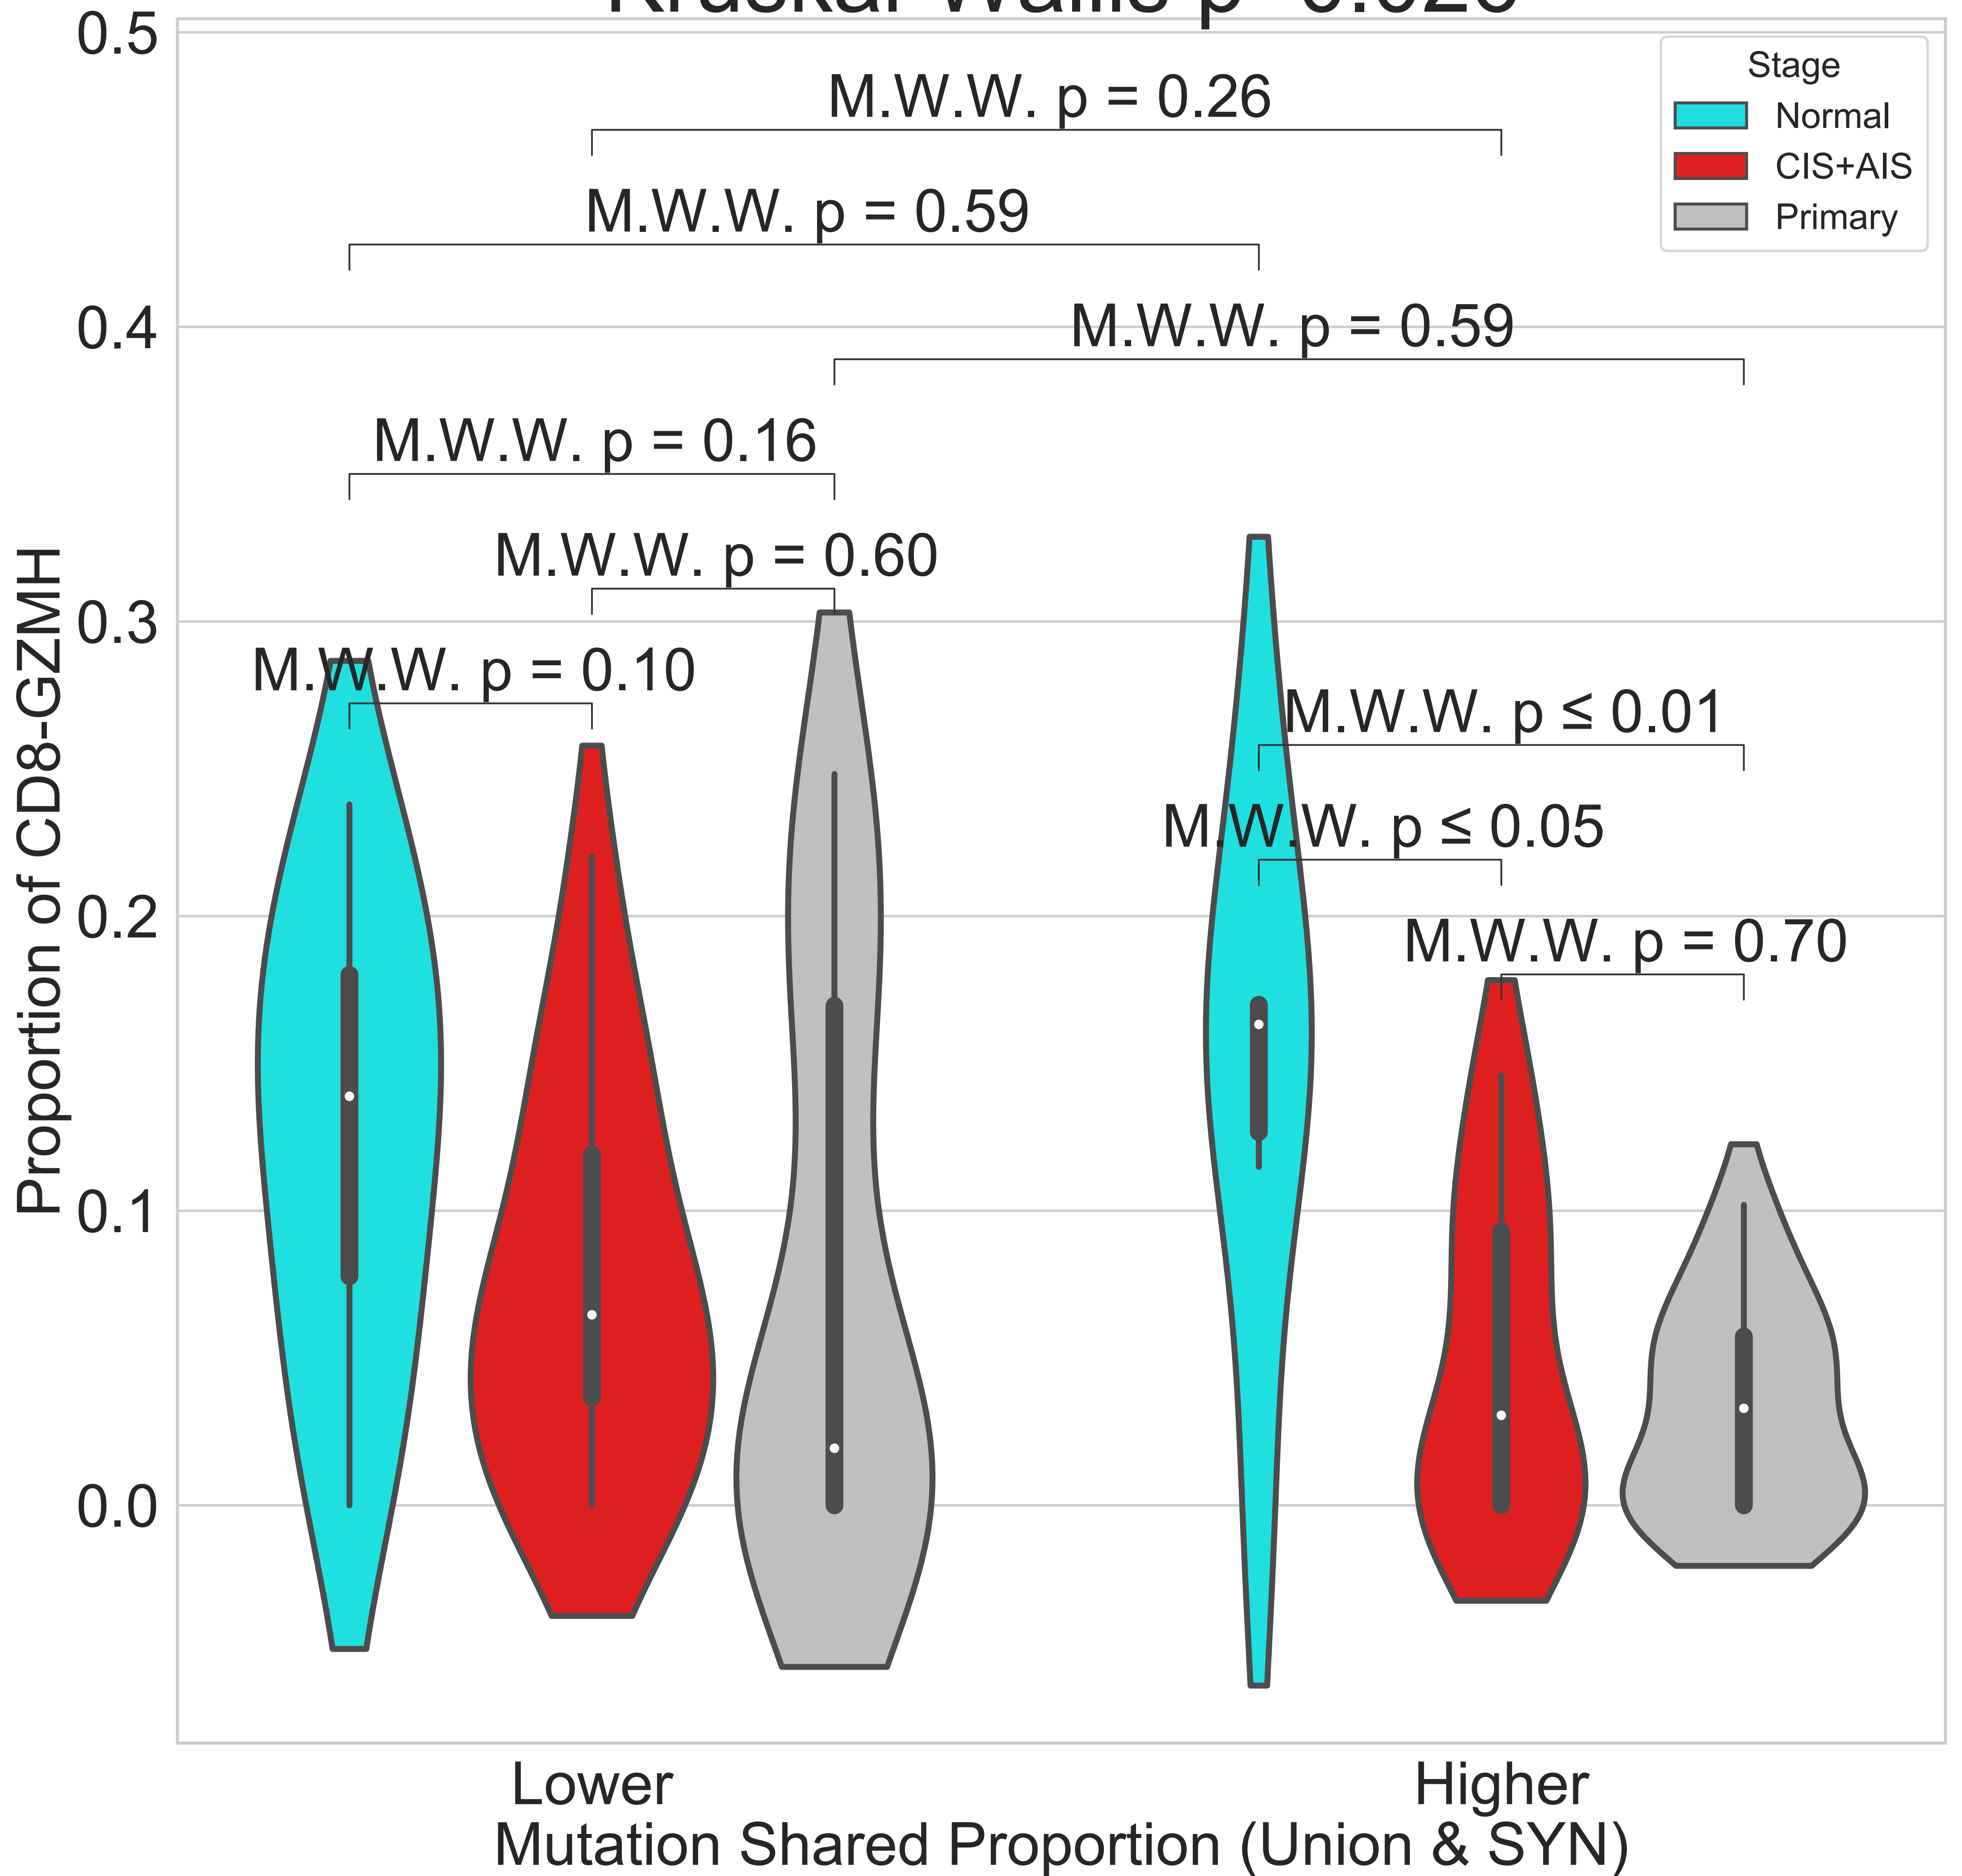 0.5
M.W.W. p = 0.26
Stage
Normal
CIS+AIS
Primary
M.W.W. p = 0.59
0.4
M.W.W. p = 0.59
M.W.W. p = 0.16
M.W.W. p = 0.60
0.3
M.W.W. p = 0.10
M.W.W. p ≤ 0.01
M.W.W. p ≤ 0.05
0.2
M.W.W. p = 0.70
Proportion of CD8-GZMH
0.1
0.0
Lower
Higher
Mutation Shared Proportion (Union & SYN)